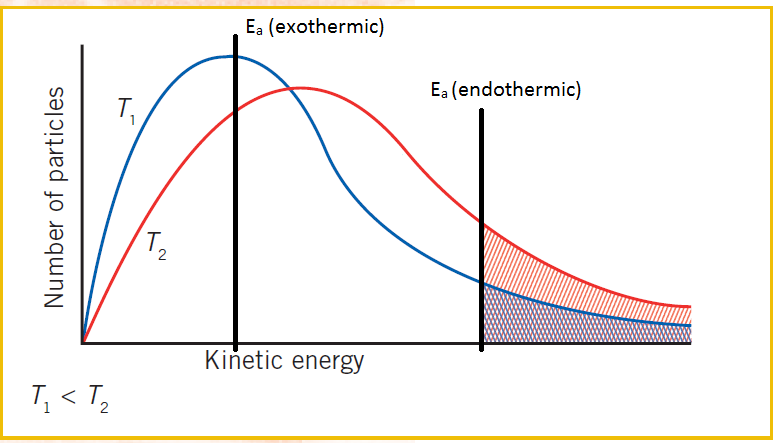 Eₐ (exothermic)
Eₐ (endothermic)
T₁
T₂
Number of particles
Kinetic energy
T₁ < T₂